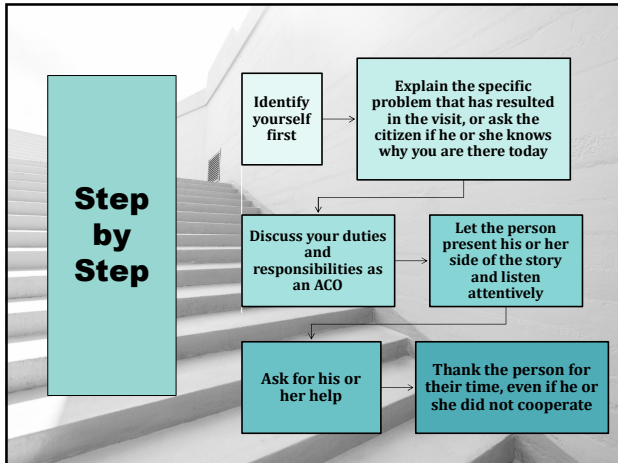 Step
by
Step
Identify
yourself
first
Explain the specific
problem that has resulted
in the visit, or ask the
citizen if he or she knows
why you are there today
Discuss your duties
and
responsibilities as
an ACO
Let the person
present his or her
side of the story
and listen
attentively
Ask for his or
her help
Thank the person for
their time, even if he or
she did not cooperate